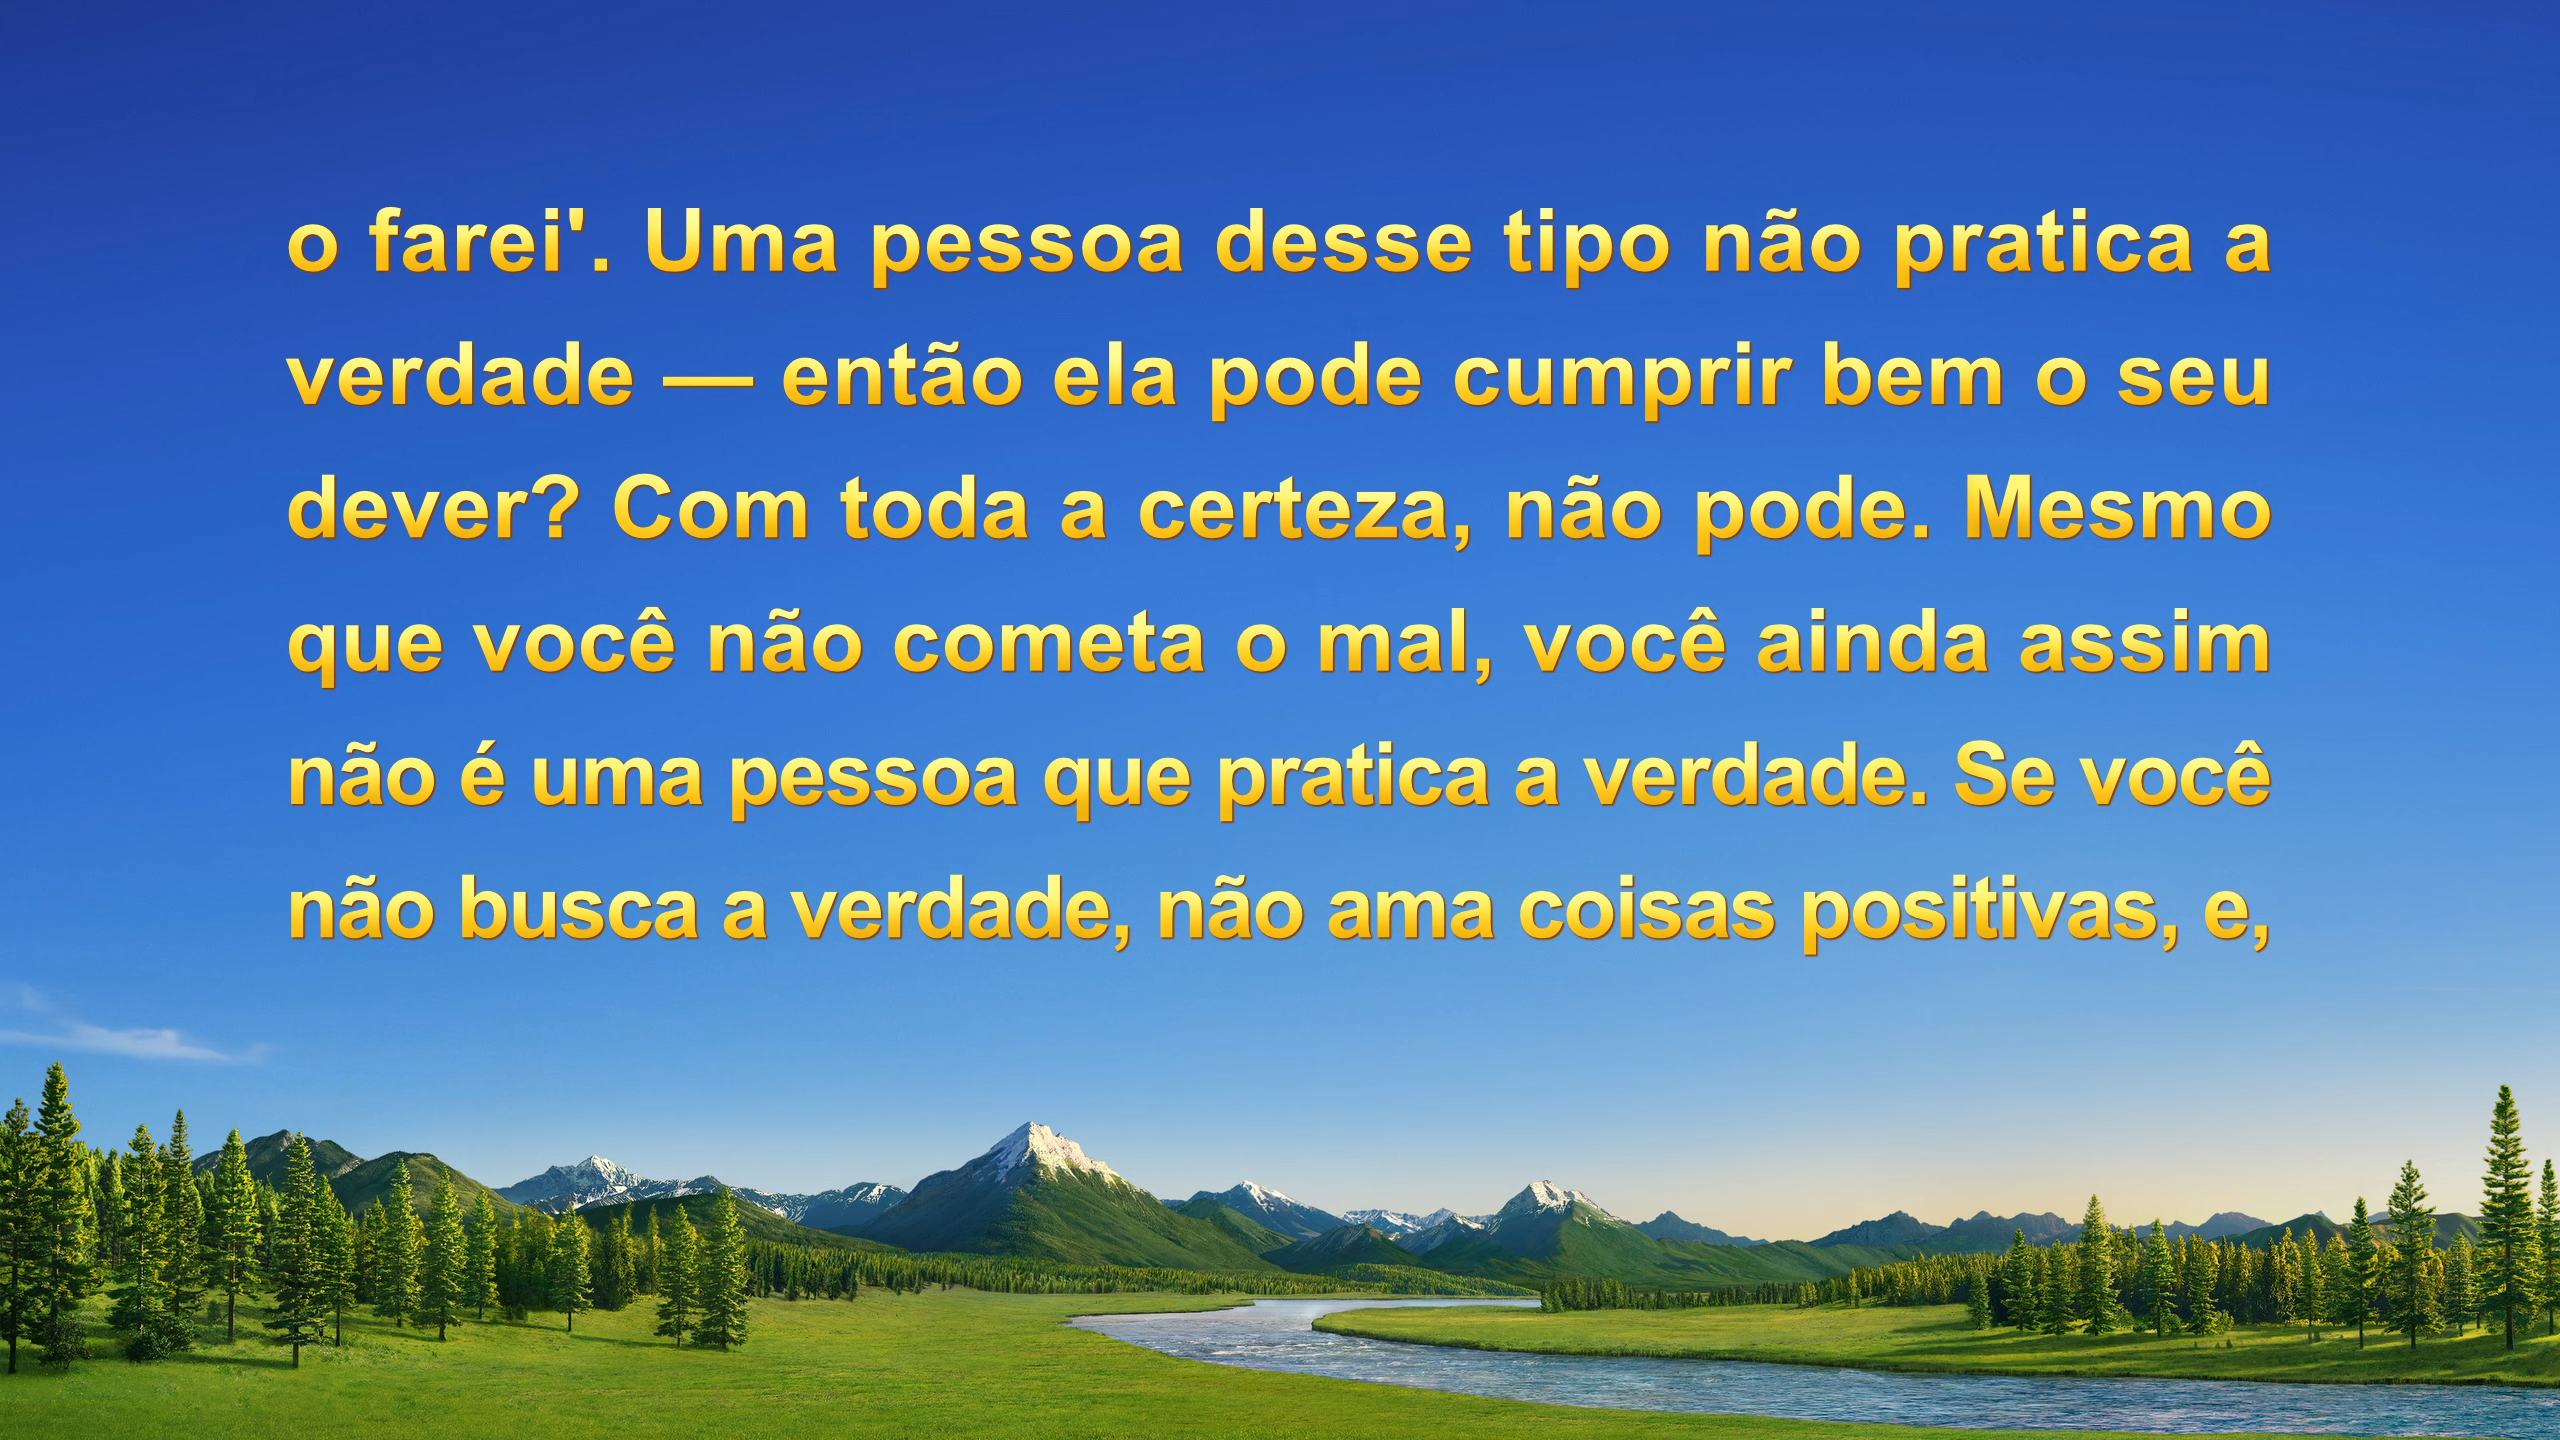 o farei'. Uma pessoa desse tipo não pratica a
verdade — então ela pode cumprir bem o seu
dever? Com toda a certeza, não pode. Mesmo
que você não cometa o mal, você ainda assim
não é uma pessoa que pratica a verdade. Se você
não busca a verdade, não ama coisas positivas, e,